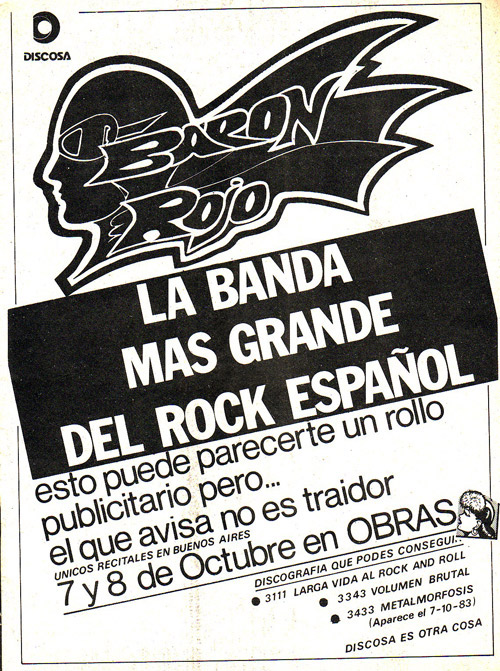 DISCOSA
BARON
ROJO
LA BANDA
MAS GRANDE
DEL ROCK ESPAÑOL
esto puede parecerte un rollo
publicitario pero...
el que avisa no es traidor
UNICOS RECITALES EN BUENOS AIRES
7 y 8 de Octubre en OBRAS
DISCOGRAFIA QUE PODES CONSEGUI..
● 3111 LARGA VIDA AL ROCK AND ROLL
● 3343 VOLUMEN BRUTAL
● 3433 METALMORFOSIS
(Aparece el 7-10-83)
DISCOSA ES OTRA COSA